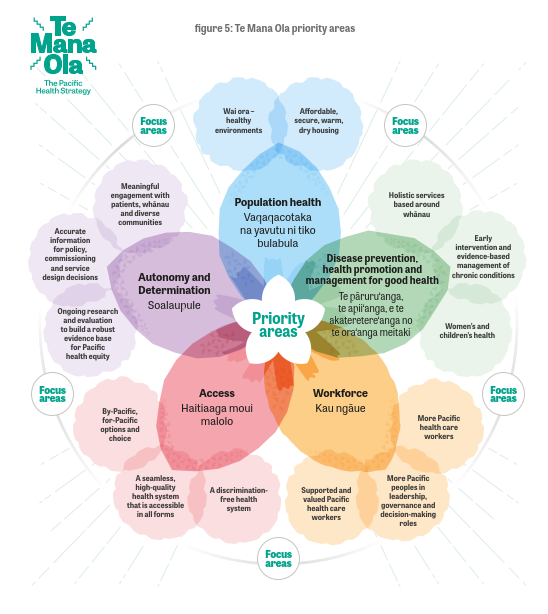 Te
Mana
Ola
The Pacific
Health Strategy
figure 5: Te Mana Ola priority areas
Wai ora –
healthy
environments
Affordable,
secure, warm,
dry housing
Focus
areas
Focus
areas
Meaningful
engagement with
patients, whānau
and diverse
communities
Holistic services
based around
whānau
Population health
Vaqaqacotaka
na yavutu ni tiko
bulabula
Accurate
information
for policy,
commissioning
and service
design decisions
Early
intervention and
evidence-based
management of
chronic conditions
Autonomy and
Determination
Soalaupule
Disease prevention,
health promotion and
management for good health
Te pāruru'anga,
te apii'anga, e te
akateretere'anga no
te ora'anga meitaki
Ongoing research
and evaluation
to build a robust
evidence base
for Pacific
health equity
Priority
areas
Women's and
children's health
Focus
areas
Focus
areas
Access
Haitiaaga moui
malolo
Workforce
Kau ngāue
By-Pacific,
for-Pacific
options and
choice
More Pacific
health care
workers
A seamless,
high-quality
health system
that is accessible
in all forms
A discrimination-
free health
system
Supported and
valued Pacific
health care
workers
More Pacific
peoples in
leadership,
governance and
decision-making
roles
Focus
areas